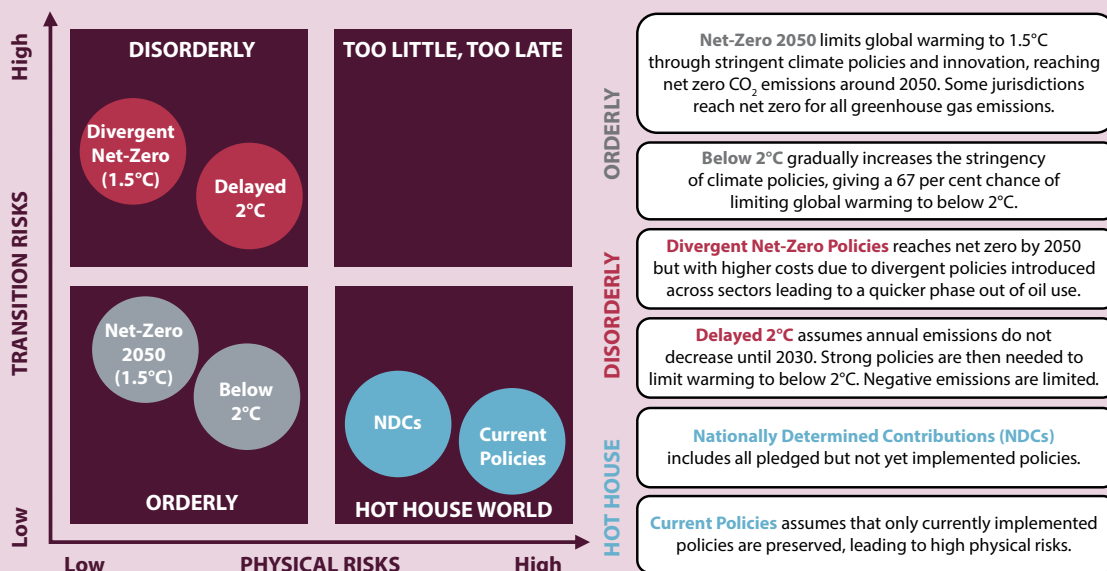 High
TRANSITION RISKS
Low
DISORDERLY
Divergent
Net-Zero
(1.5°C)
Delayed
2°C
TOO LITTLE, TOO LATE
Net-Zero
2050
(1.5°C)
Below
2°C
ORDERLY
NDCs
Current
Policies
HOT HOUSE WORLD
Low
PHYSICAL RISKS
High
ORDERLY
Net-Zero 2050 limits global warming to 1.5°C
through stringent climate policies and innovation, reaching
net zero CO₂ emissions around 2050. Some jurisdictions
reach net zero for all greenhouse gas emissions.
Below 2°C gradually increases the stringency
of climate policies, giving a 67 per cent chance of
limiting global warming to below 2°C.
DISORDERLY
Divergent Net-Zero Policies reaches net zero by 2050
but with higher costs due to divergent policies introduced
across sectors leading to a quicker phase out of oil use.
Delayed 2°C assumes annual emissions do not
decrease until 2030. Strong policies are then needed to
limit warming to below 2°C. Negative emissions are limited.
HOT HOUSE
Nationally Determined Contributions (NDCs)
includes all pledged but not yet implemented policies.
Current Policies assumes that only currently implemented
policies are preserved, leading to high physical risks.